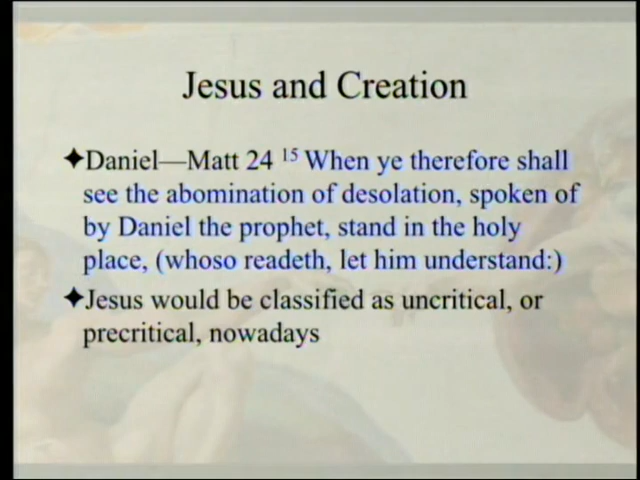 Jesus and Creation
✦Daniel—Matt 24 ¹⁵ When ye therefore shall
see the abomination of desolation, spoken of
by Daniel the prophet, stand in the holy
place, (whoso readeth, let him understand:)
✦Jesus would be classified as uncritical, or
precritical, nowadays